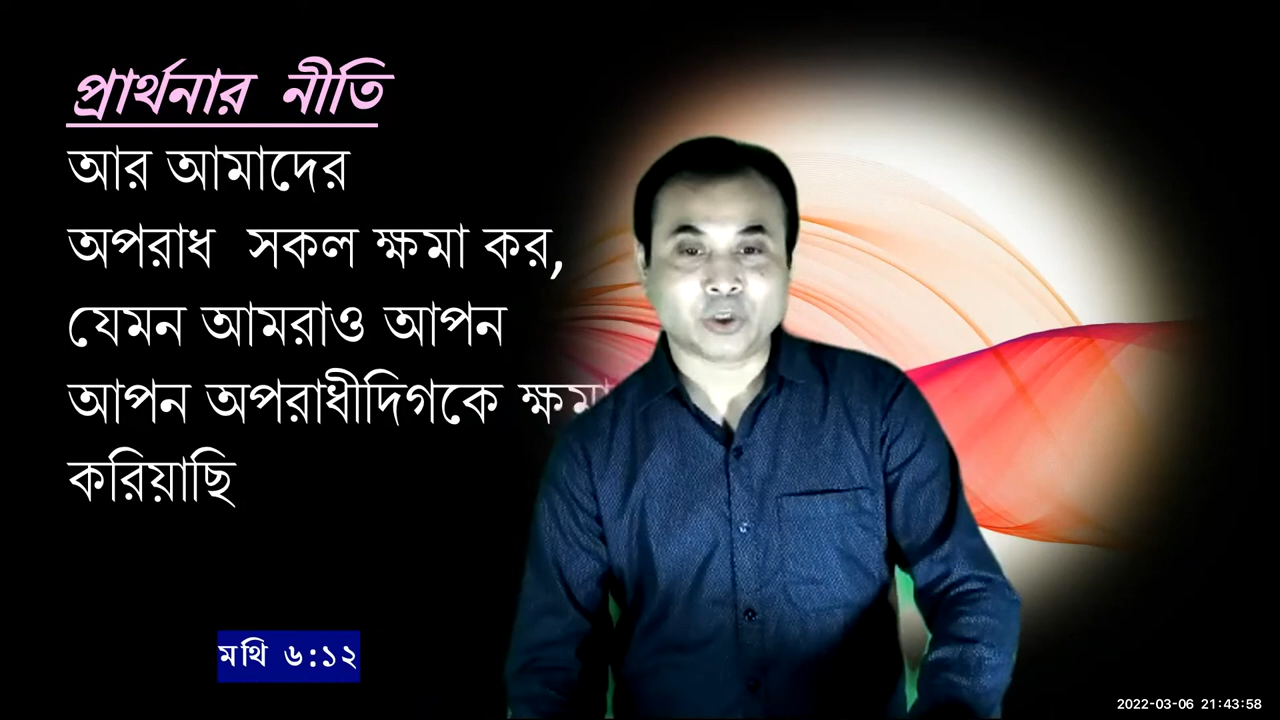 প্রার্থনার নীতি
আর আমাদের
অপরাধ সকল ক্ষমা কর,
যেমন আমরাও আপন
আপন অপরাধীদিগকে ক্ষমা
করিয়াছি
মথি ৬:১২
2022-03-06 21:43:58